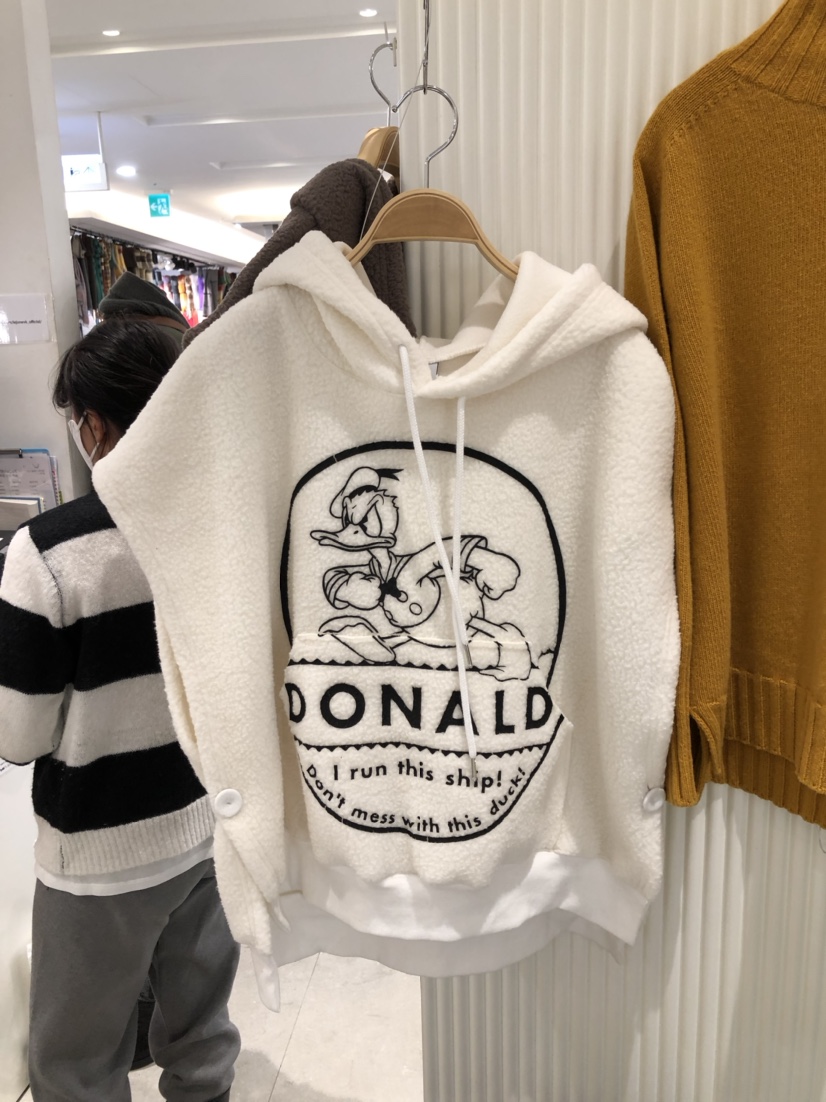 DONALD
I run this ship!
Don't mess with this duck!